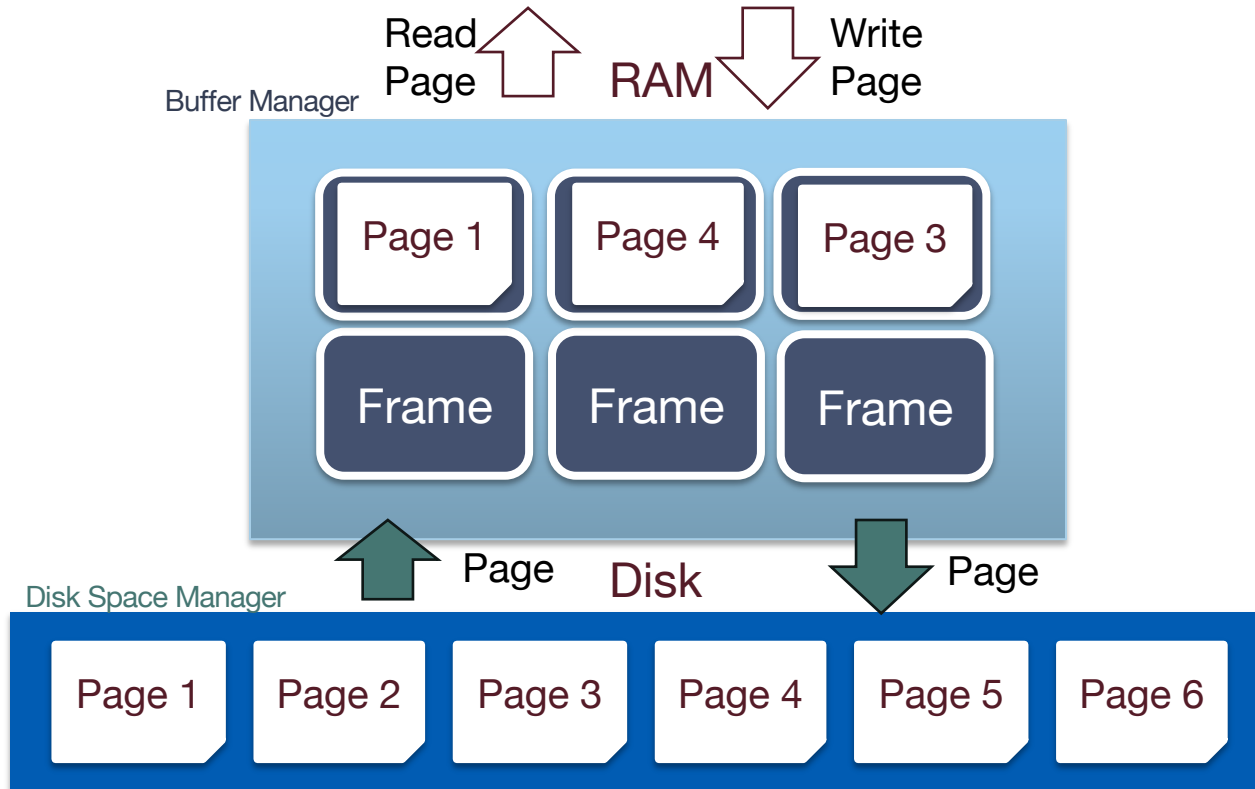 Read
Page
RAM
Write
Page
Buffer Manager
Page 1
Page 4
Page 3
Frame
Frame
Frame
Page
Disk
Page
Disk Space Manager
Page 1
Page 2
Page 3
Page 4
Page 5
Page 6